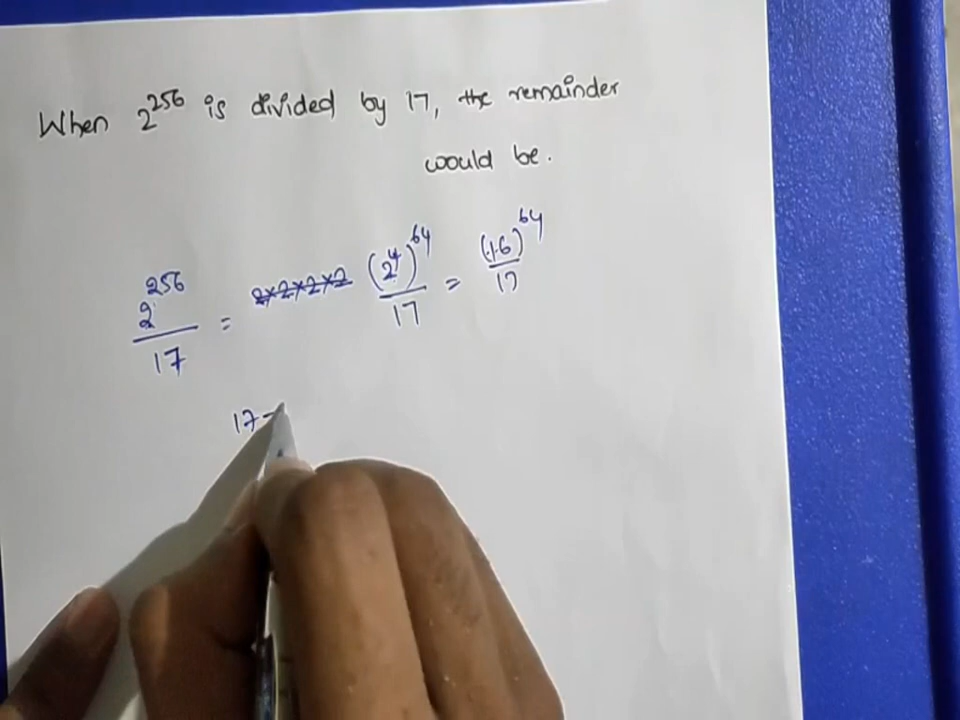 When 2^256 is divided by 17, the remainder
would be.
2^256/17 = 2×2×2×2 (2^4)^64/17 = (16)^64/17
17-